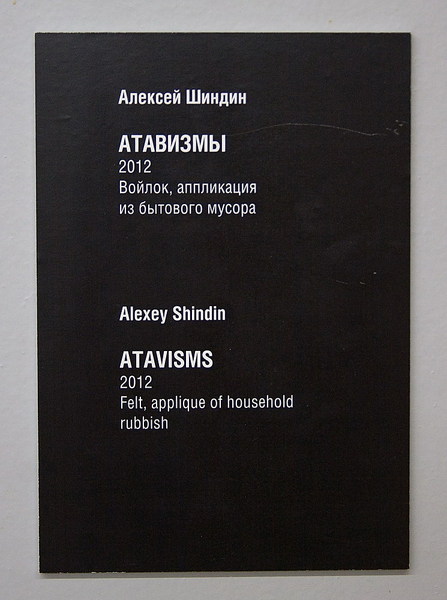 Алексей Шиндин
АТАВИЗМЫ
2012
Войлок, аппликация
из бытового мусора
Alexey Shindin
ATAVISMS
2012
Felt, applique of household
rubbish